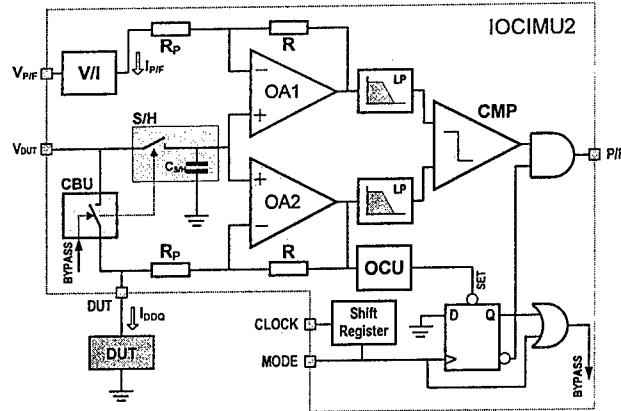 IOCIMU2
R_P
R
V_P/F
V/I
I_P/F
−
OA1
+
LP
CMP
S/H
V_DUT
C_S/H
P/F
CBU
+
OA2
−
LP
BYPASS
R_P
R
OCU
SET
DUT
I_DDQ
CLOCK
Shift
Register
D
Q
DUT
MODE
BYPASS